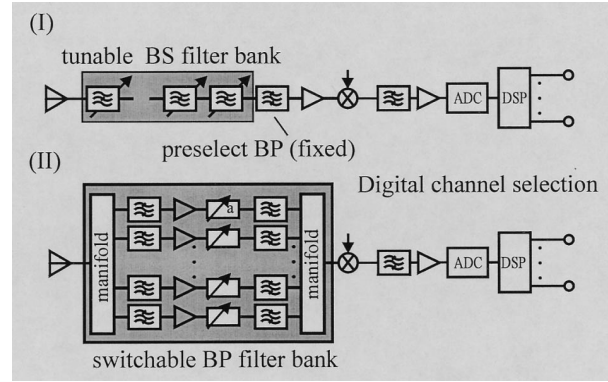 (I)
tunable BS filter bank
ADC
DSP
preselect BP (fixed)
(II)
Digital channel selection
manifold
a
manifold
ADC
DSP
switchable BP filter bank